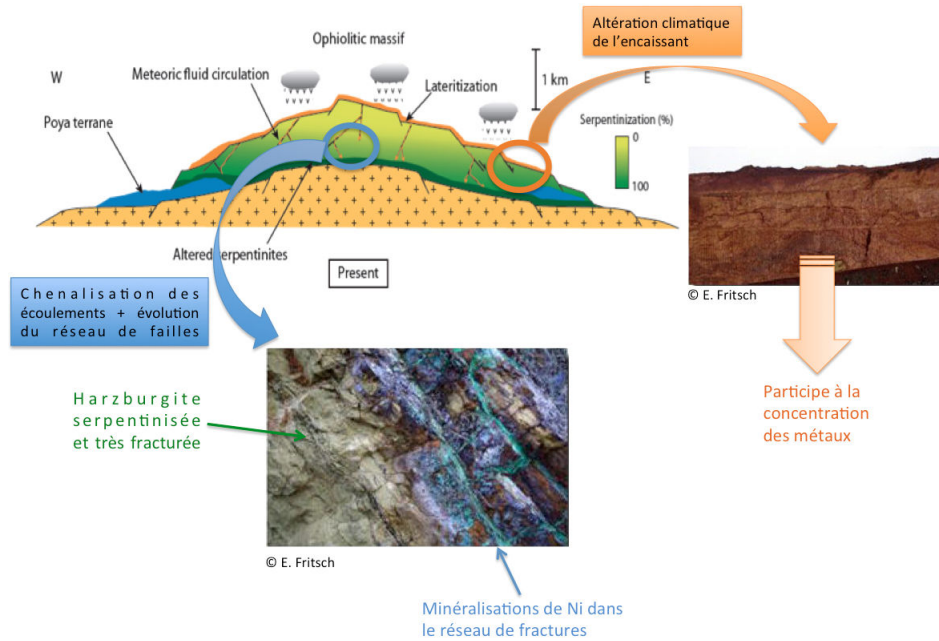 Altération climatique
de l'encaissant
Ophiolitic massif
W
Meteoric fluid circulation
1 km
E
Lateritization
Poya terrane
Serpentinization (%)
0
100
Altered serpentinites
Present
© E. Fritsch
Chenalisation des
écoulements + évolution
du réseau de failles
Harzburgite
serpentinisée
et très fracturée
Participe à la
concentration
des métaux
© E. Fritsch
Minéralisations de Ni dans
le réseau de fractures